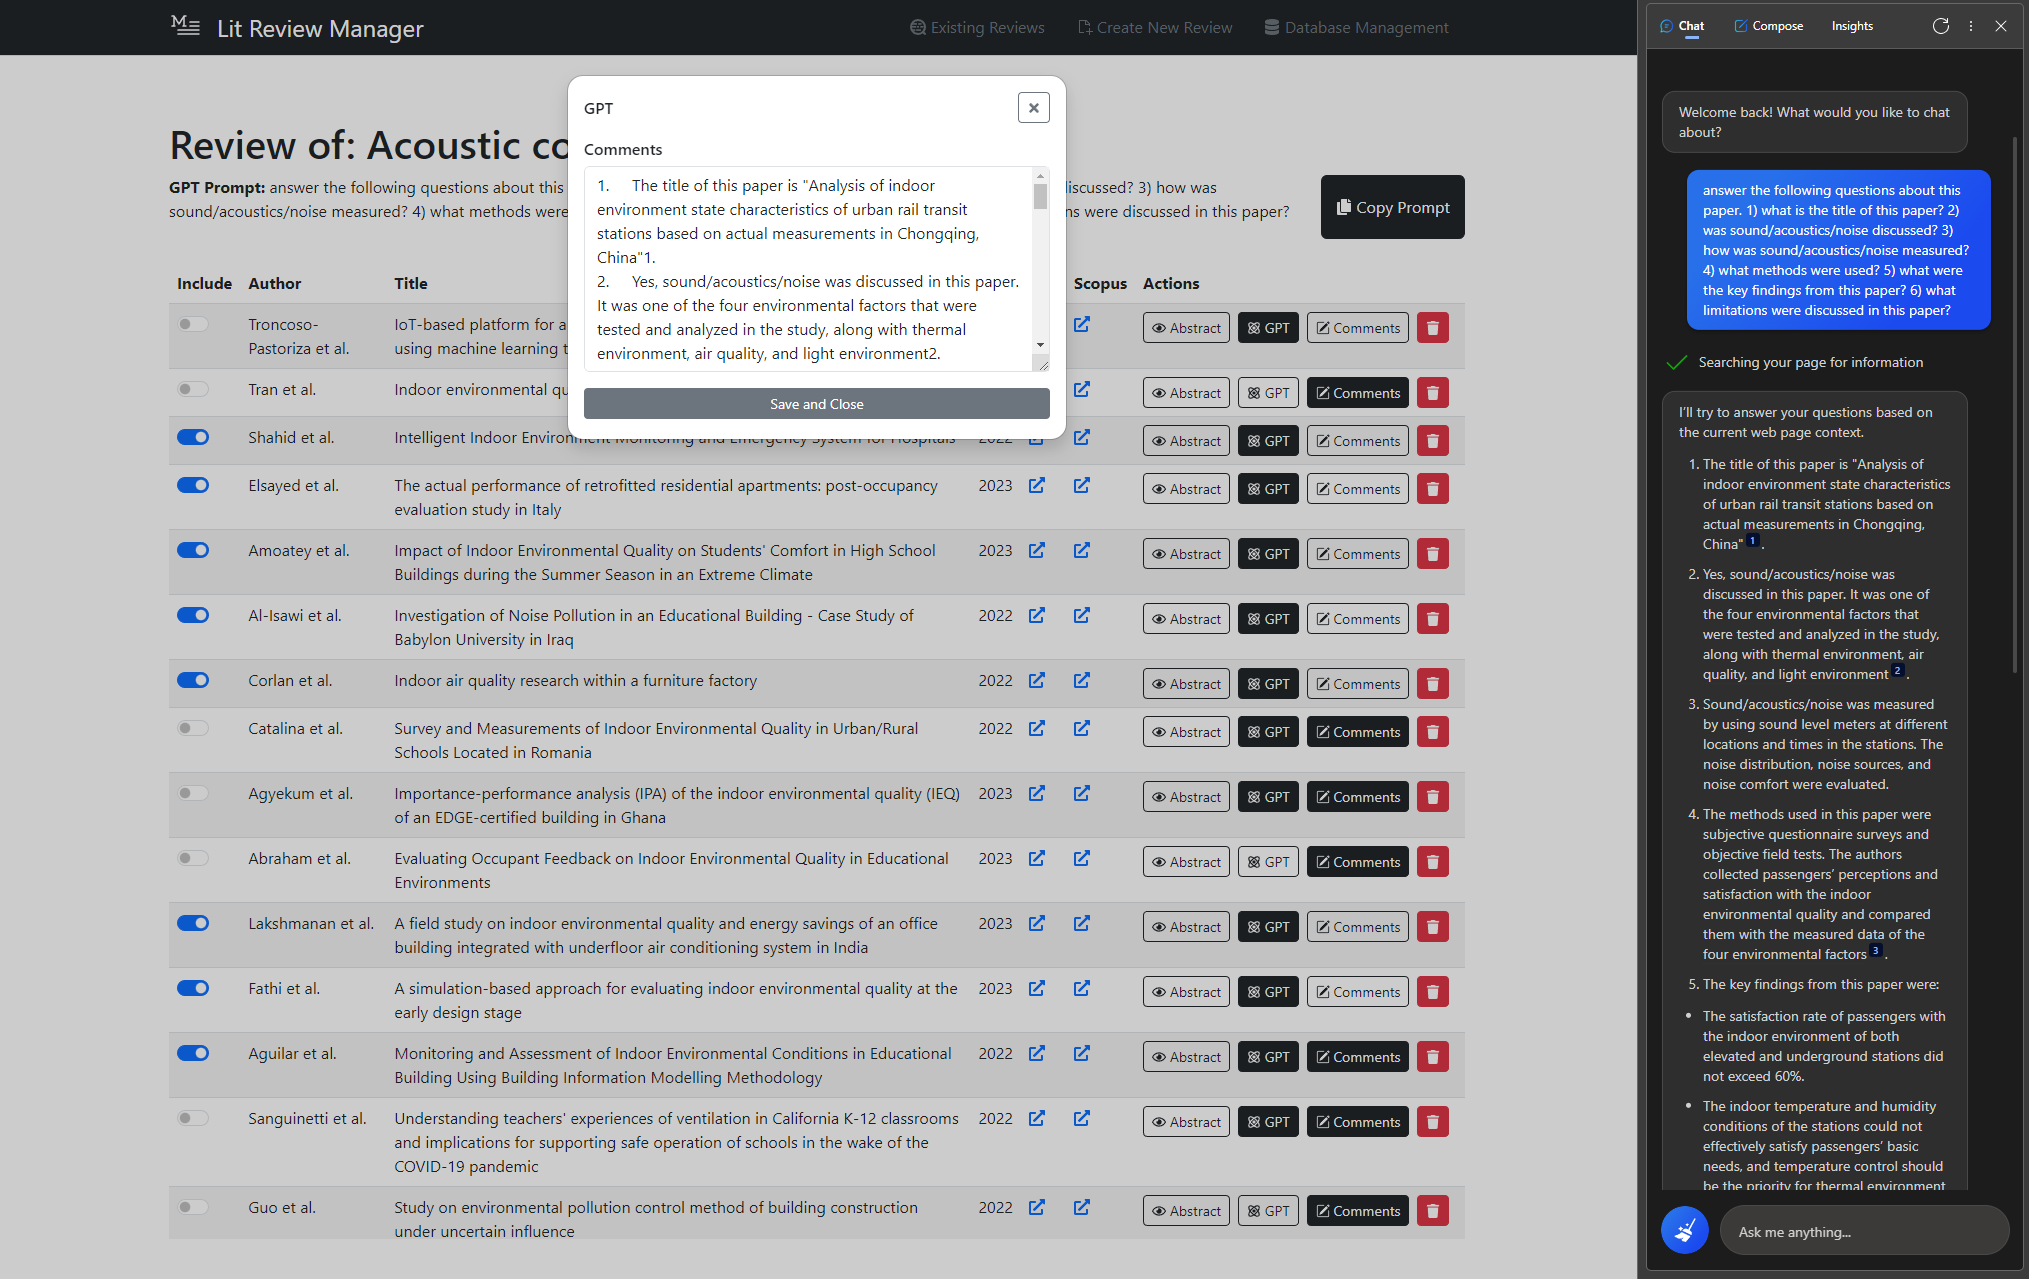 Lit Review Manager
Existing Reviews
Create New Review
Database Management
Review of: Acoustic co
GPT Prompt: answer the following questions about this
discussed? 3) how was
sound/acoustics/noise measured? 4) what methods were
ns were discussed in this paper?
Copy Prompt
GPT
Comments
1. The title of this paper is "Analysis of indoor
environment state characteristics of urban rail transit
stations based on actual measurements in Chongqing,
China"1.
2. Yes, sound/acoustics/noise was discussed in this paper.
It was one of the four environmental factors that were
tested and analyzed in the study, along with thermal
environment, air quality, and light environment2.
Save and Close
Include Author Title Scopus Actions
Troncoso-
Pastoriza et al.
IoT-based platform for a
using machine learning t
Abstract GPT Comments
Tran et al. Indoor environmental qu Abstract GPT Comments
Shahid et al. Intelligent Indoor Environment Monitoring and Emergency System for Hospitals 2022 Abstract GPT Comments
Elsayed et al. The actual performance of retrofitted residential apartments: post-occupancy 2023 Abstract GPT Comments
evaluation study in Italy
Amoatey et al. Impact of Indoor Environmental Quality on Students' Comfort in High School 2023 Abstract GPT Comments
Buildings during the Summer Season in an Extreme Climate
Al-Isawi et al. Investigation of Noise Pollution in an Educational Building - Case Study of 2022 Abstract GPT Comments
Babylon University in Iraq
Corlan et al. Indoor air quality research within a furniture factory 2022 Abstract GPT Comments
Catalina et al. Survey and Measurements of Indoor Environmental Quality in Urban/Rural 2022 Abstract GPT Comments
Schools Located in Romania
Agyekum et al. Importance-performance analysis (IPA) of the indoor environmental quality (IEQ) 2023 Abstract GPT Comments
of an EDGE-certified building in Ghana
Abraham et al. Evaluating Occupant Feedback on Indoor Environmental Quality in Educational 2023 Abstract GPT Comments
Environments
Lakshmanan et al. A field study on indoor environmental quality and energy savings of an office 2023 Abstract GPT Comments
building integrated with underfloor air conditioning system in India
Fathi et al. A simulation-based approach for evaluating indoor environmental quality at the 2023 Abstract GPT Comments
early design stage
Aguilar et al. Monitoring and Assessment of Indoor Environmental Conditions in Educational 2022 Abstract GPT Comments
Building Using Building Information Modelling Methodology
Sanguinetti et al. Understanding teachers' experiences of ventilation in California K-12 classrooms 2022 Abstract GPT Comments
and implications for supporting safe operation of schools in the wake of the
COVID-19 pandemic
Guo et al. Study on environmental pollution control method of building construction 2022 Abstract GPT Comments
under uncertain influence
Chat Compose Insights
Welcome back! What would you like to chat
about?
answer the following questions about this
paper. 1) what is the title of this paper? 2)
was sound/acoustics/noise discussed? 3)
how was sound/acoustics/noise measured?
4) what methods were used? 5) what were
the key findings from this paper? 6) what
limitations were discussed in this paper?
Searching your page for information
I'll try to answer your questions based on
the current web page context.
1. The title of this paper is "Analysis of
indoor environment state characteristics
of urban rail transit stations based on
actual measurements in Chongqing,
China" 1 .
2. Yes, sound/acoustics/noise was
discussed in this paper. It was one of
the four environmental factors that
were tested and analyzed in the study,
along with thermal environment, air
quality, and light environment 2 .
3. Sound/acoustics/noise was measured
by using sound level meters at different
locations and times in the stations. The
noise distribution, noise sources, and
noise comfort were evaluated.
4. The methods used in this paper were
subjective questionnaire surveys and
objective field tests. The authors
collected passengers' perceptions and
satisfaction with the indoor
environmental quality and compared
them with the measured data of the
four environmental factors 3 .
5. The key findings from this paper were:
• The satisfaction rate of passengers with
the indoor environment of both
elevated and underground stations did
not exceed 60%.
• The indoor temperature and humidity
conditions of the stations could not
effectively satisfy passengers' basic
needs, and temperature control should
be the priority for thermal environment
Ask me anything...